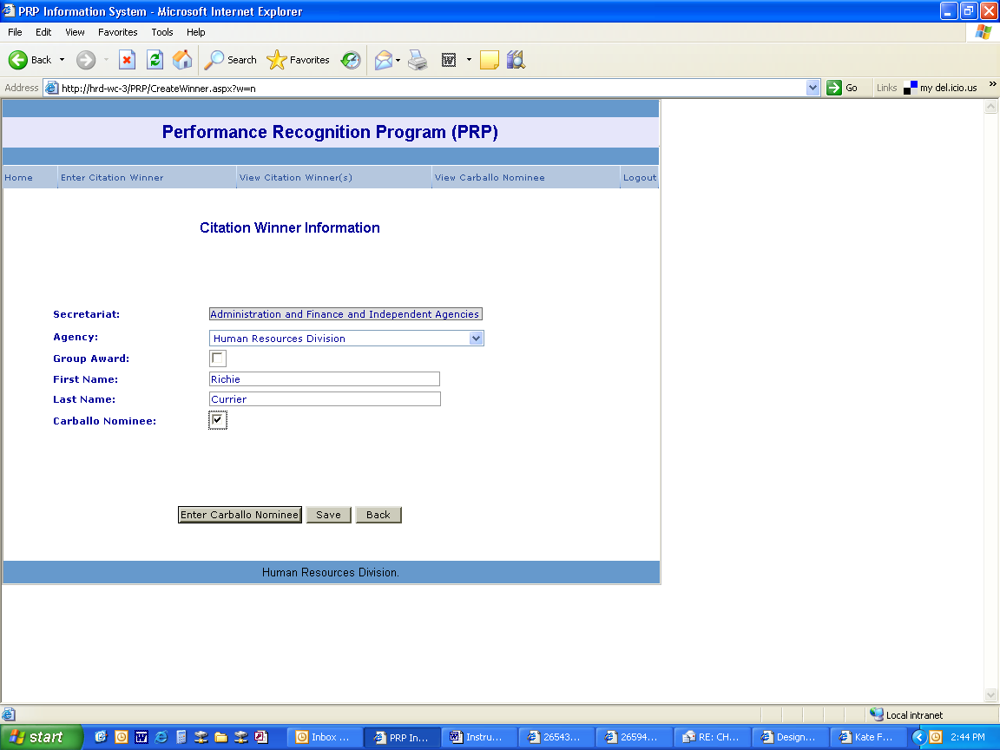 PRP Information System - Microsoft Internet Explorer
File Edit View Favorites Tools Help
Back Search Favorites
Address http://hrd-wc-3/PRP/CreateWinner.aspx?w=n Go Links my del.icio.us »
Performance Recognition Program (PRP)
Home Enter Citation Winner View Citation Winner(s) View Carballo Nominee Logout
Citation Winner Information
Secretariat: Administration and Finance and Independent Agencies
Agency: Human Resources Division
Group Award:
First Name: Richie
Last Name: Currier
Carballo Nominee:
Enter Carballo Nominee Save Back
Human Resources Division.
Local intranet
start Inbox ... PRP In... Instru... 26543... 26594... RE: CH... Design... Kate F... 2:44 PM